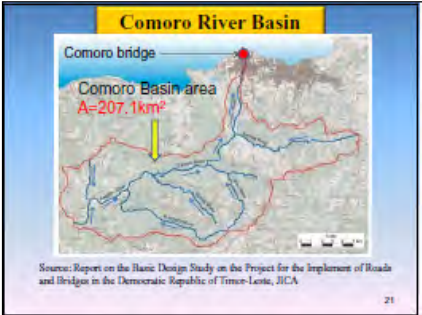 Comoro River Basin
Comoro bridge
Comoro Basin area
A=207.1km²
Source: Report on the Basic Design Study on the Project for the Implement of Roads
and Bridges in the Democratic Republic of Timor-Leste, JICA
21